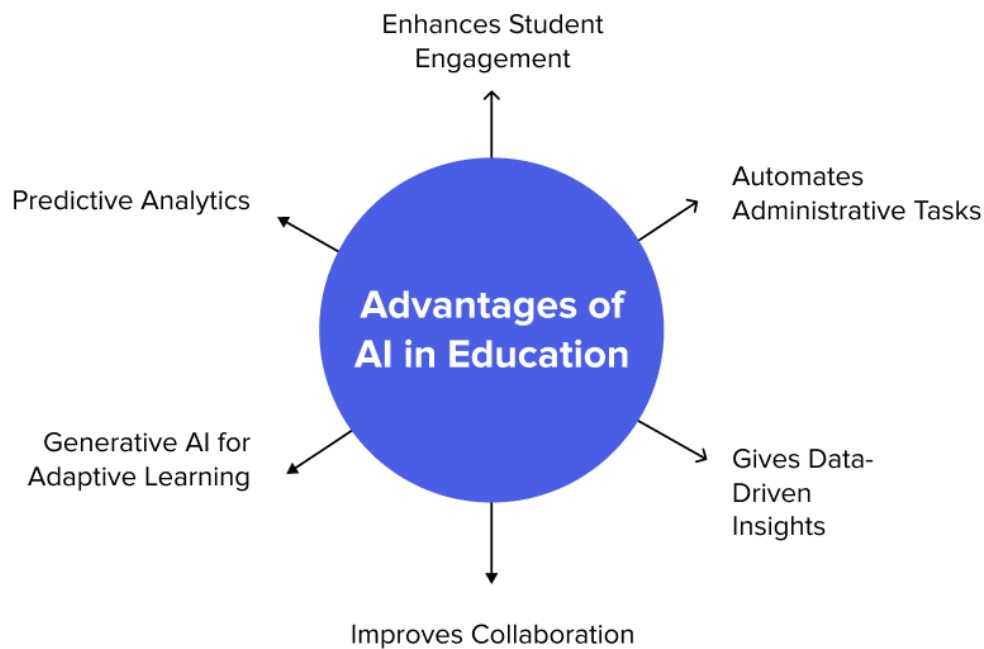 Enhances Student
Engagement
Predictive Analytics
Automates
Administrative Tasks
Advantages of
AI in Education
Generative AI for
Adaptive Learning
Gives Data-
Driven
Insights
Improves Collaboration